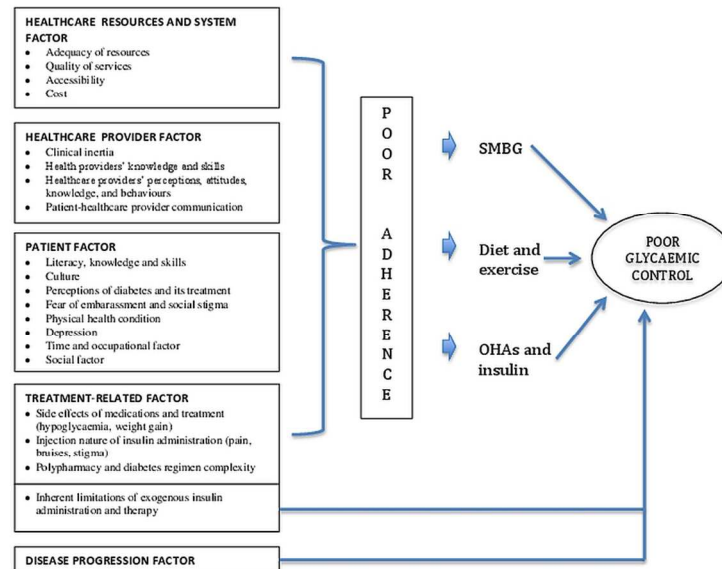 HEALTHCARE RESOURCES AND SYSTEM
FACTOR
• Adequacy of resources
• Quality of services
• Accessibility
• Cost
HEALTHCARE PROVIDER FACTOR
• Clinical inertia
• Health providers' knowledge and skills
• Healthcare providers' perceptions, attitudes,
knowledge, and behaviours
• Patient-healthcare provider communication
PATIENT FACTOR
• Literacy, knowledge and skills
• Culture
• Perceptions of diabetes and its treatment
• Fear of embarassment and social stigma
• Physical health condition
• Depression
• Time and occupational factor
• Social factor
TREATMENT-RELATED FACTOR
• Side effects of medications and treatment
(hypoglycaemia, weight gain)
• Injection nature of insulin administration (pain,
bruises, stigma)
• Polypharmacy and diabetes regimen complexity
• Inherent limitations of exogenous insulin
administration and therapy
DISEASE PROGRESSION FACTOR
P
O
O
R
A
D
H
E
R
E
N
C
E
SMBG
Diet and
exercise
OHAs and
insulin
POOR
GLYCAEMIC
CONTROL